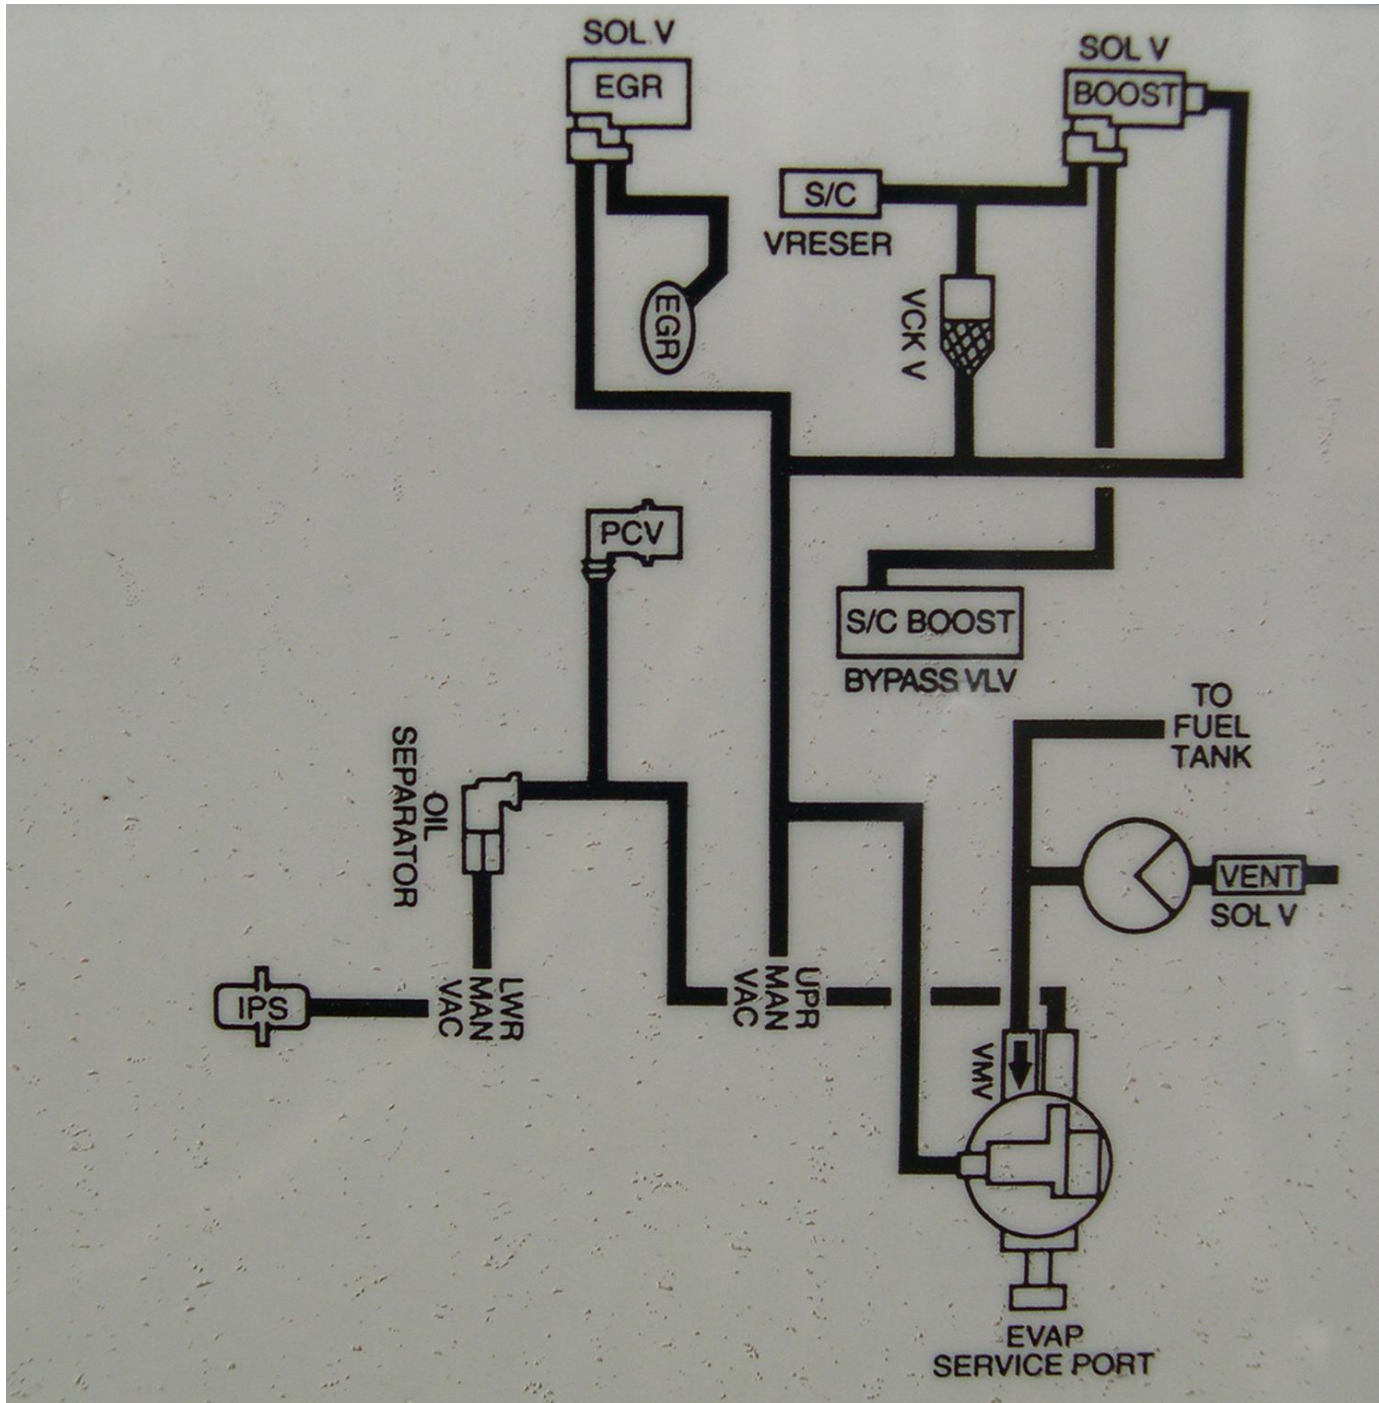 SOL V
EGR
SOL V
BOOST
S/C
VRESER
EGR
VCK V
PCV
S/C BOOST
BYPASS VLV
TO
FUEL
TANK
OIL
SEPARATOR
VENT
SOL V
UPR
MAN
VAC
LWR
MAN
VAC
IPS
VMV
EVAP
SERVICE PORT